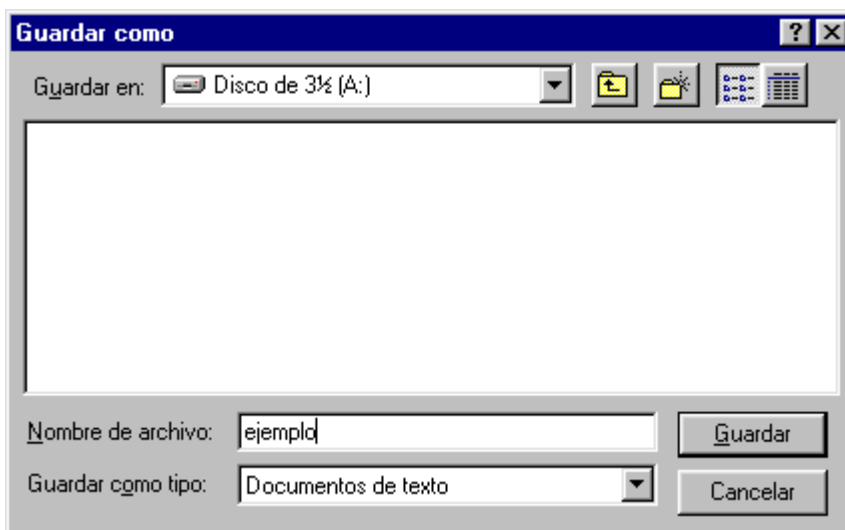 Guardar como
Guardar en: Disco de 3½ (A:)
Nombre de archivo: ejemplo
Guardar
Guardar como tipo: Documentos de texto
Cancelar